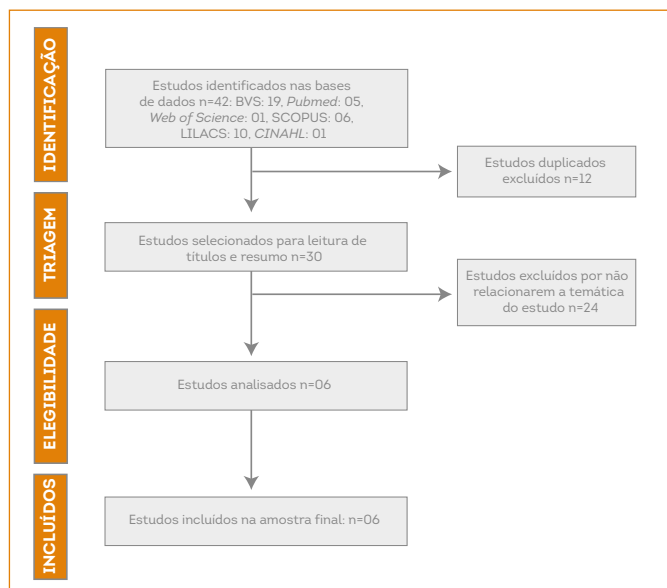 IDENTIFICAÇÃO
Estudos identificados nas bases
de dados n=42: BVS: 19, Pubmed: 05,
Web of Science: 01, SCOPUS: 06,
LILACS: 10, CINAHL: 01
Estudos duplicados
excluídos n=12
TRIAGEM
Estudos selecionados para leitura de
títulos e resumo n=30
Estudos excluídos por não
relacionarem a temática
do estudo n=24
ELEGIBILIDADE
Estudos analisados n=06
INCLUÍDOS
Estudos incluídos na amostra final: n=06